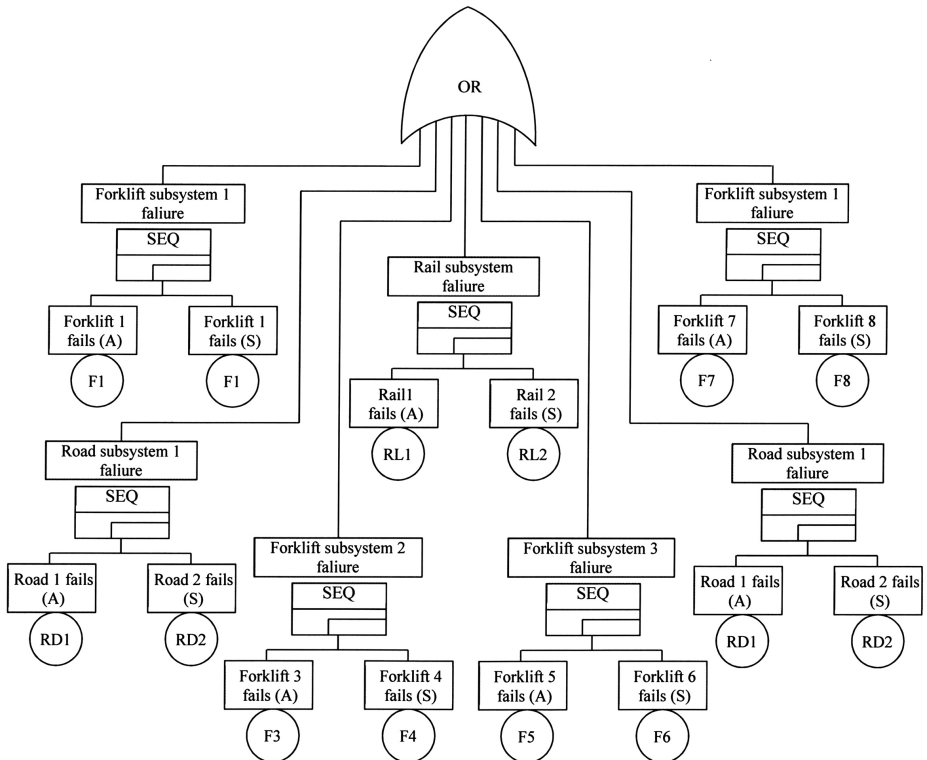 OR
Forklift subsystem 1
faliure
SEQ
Forklift 1
fails (A)
F1
Forklift 1
fails (S)
F1
Road subsystem 1
faliure
SEQ
Road 1 fails
(A)
RD1
Road 2 fails
(S)
RD2
Forklift subsystem 2
faliure
SEQ
Forklift 3
fails (A)
F3
Forklift 4
fails (S)
F4
Rail subsystem
faliure
SEQ
Rail1
fails (A)
RL1
Rail 2
fails (S)
RL2
Forklift subsystem 3
faliure
SEQ
Forklift 5
fails (A)
F5
Forklift 6
fails (S)
F6
Road subsystem 1
faliure
SEQ
Road 1 fails
(A)
RD1
Road 2 fails
(S)
RD2
Forklift subsystem 1
faliure
SEQ
Forklift 7
fails (A)
F7
Forklift 8
fails (S)
F8